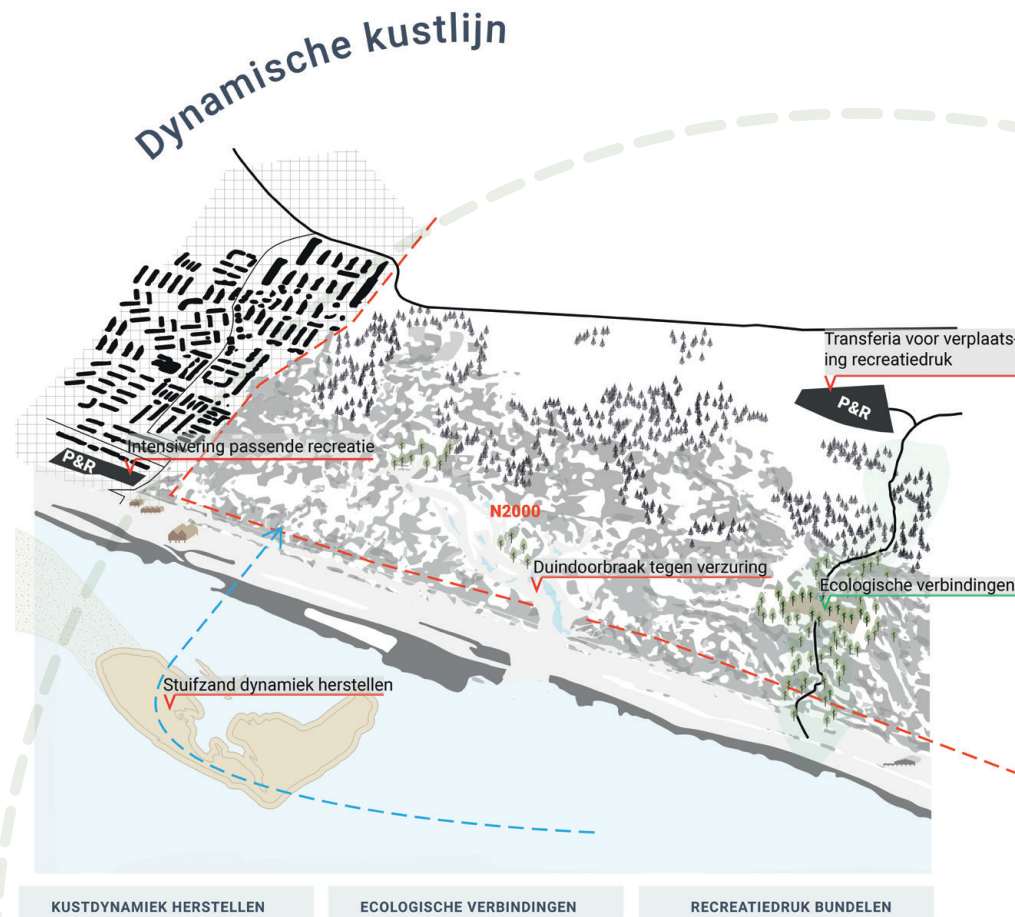 Dynamische kustlijn
Transferia voor verplaats-
ing recreatiedruk
P&R
Intensivering passende recreatie
P&R
N2000
Duindoorbraak tegen verzuring
Ecologische verbindingen
Stuifzand dynamiek herstellen
KUSTDYNAMIEK HERSTELLEN
ECOLOGISCHE VERBINDINGEN
RECREATIEDRUK BUNDELEN